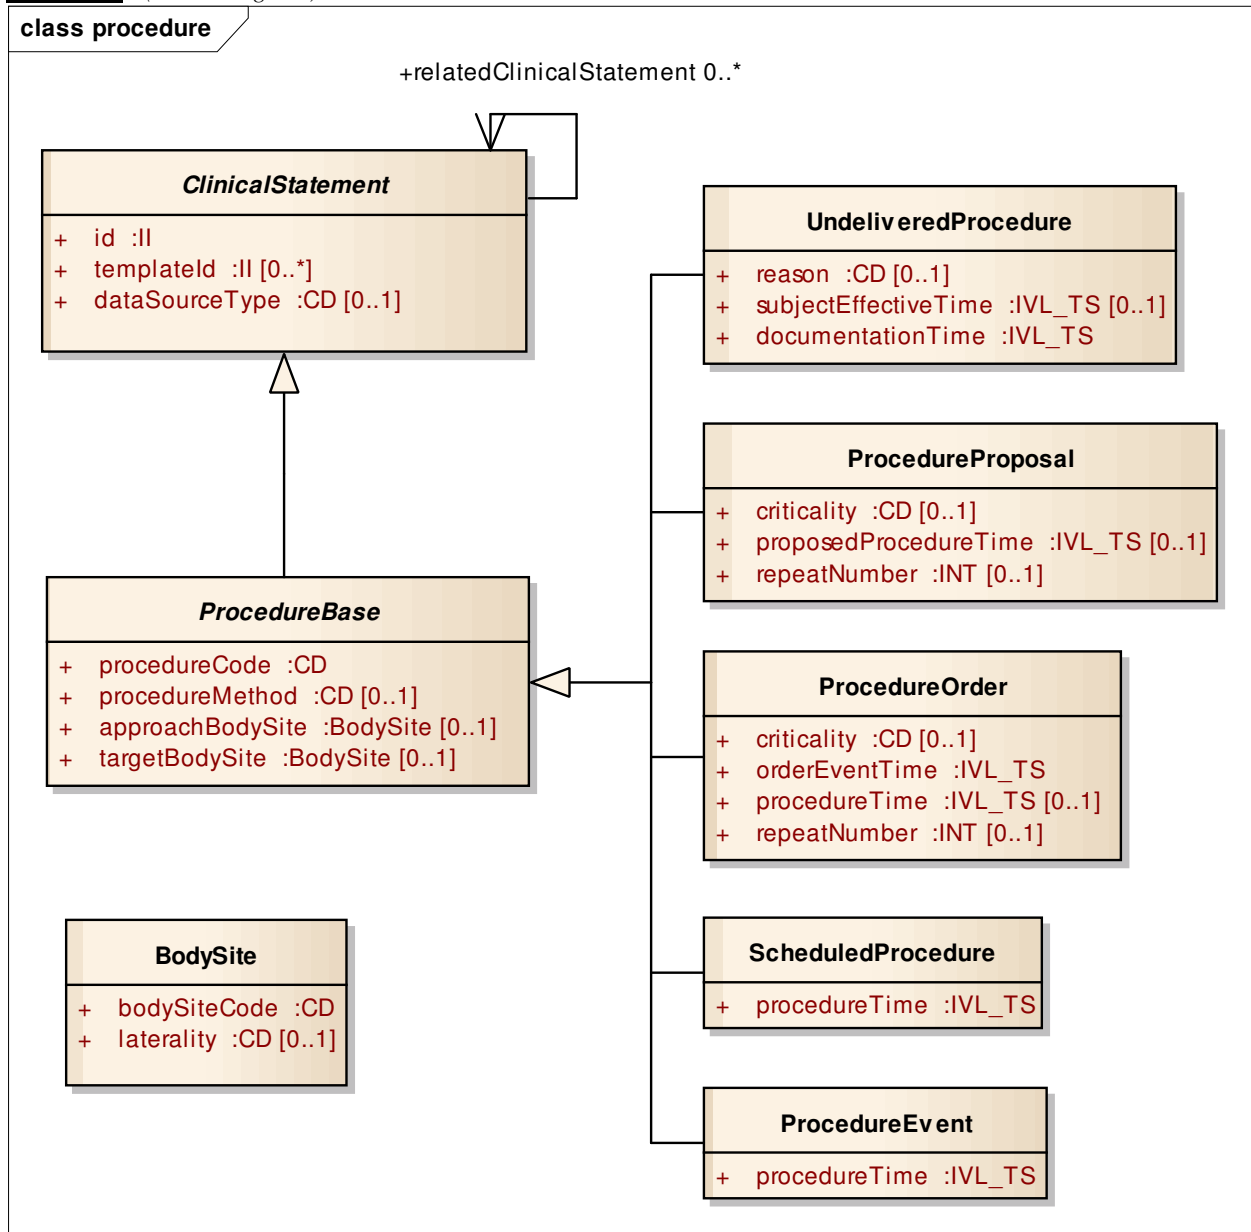 class procedure
+relatedClinicalStatement 0..*
ClinicalStatement
+ id :II
+ templateId :II [0..*]
+ dataSourceType :CD [0..1]
UndeliveredProcedure
+ reason :CD [0..1]
+ subjectEffectiveTime :IVL_TS [0..1]
+ documentationTime :IVL_TS
ProcedureProposal
+ criticality :CD [0..1]
+ proposedProcedureTime :IVL_TS [0..1]
+ repeatNumber :INT [0..1]
ProcedureBase
+ procedureCode :CD
+ procedureMethod :CD [0..1]
+ approachBodySite :BodySite [0..1]
+ targetBodySite :BodySite [0..1]
ProcedureOrder
+ criticality :CD [0..1]
+ orderEventTime :IVL_TS
+ procedureTime :IVL_TS [0..1]
+ repeatNumber :INT [0..1]
BodySite
+ bodySiteCode :CD
+ laterality :CD [0..1]
ScheduledProcedure
+ procedureTime :IVL_TS
ProcedureEvent
+ procedureTime :IVL_TS